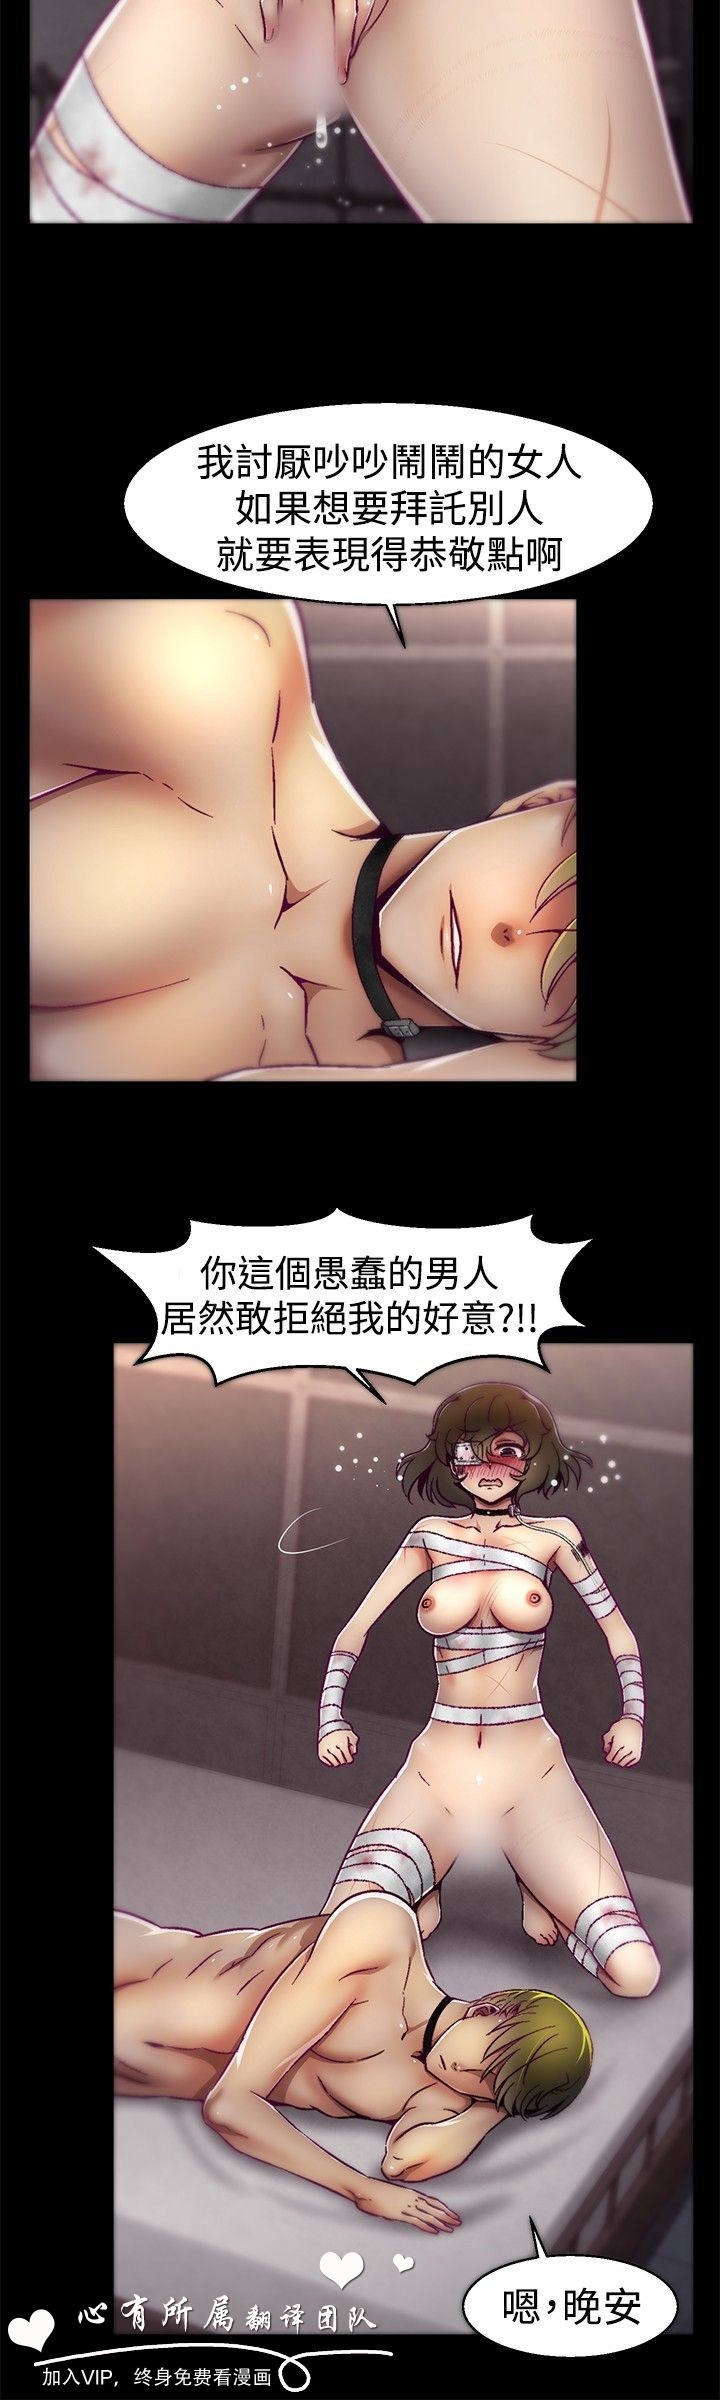 我討厭吵吵鬧鬧的女人
如果想要拜託別人
就要表現得恭敬點啊
你這個愚蠢的男人
居然敢拒絕我的好意?!!
嗯，晚安
心有所属翻译团队
加入VIP，终身免费看漫画